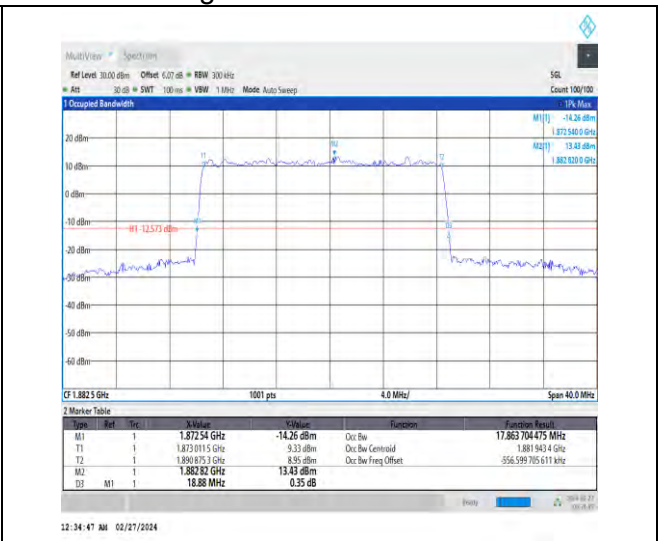 MultiView Spectrum
Ref Level 30.00 dBm Offset 6.07 dB RBW 300 kHz SGL
Att 30 dB SWT 100 ms VBW 1 MHz Mode Auto Sweep Count 100/100
1 Occupied Bandwidth 1Pk Max
M1[1] -14.26 dBm
1.872 540 0 GHz
20 dBm M2[1] 13.43 dBm
1.882 820 0 GHz
M2
T1 T2
10 dBm
0 dBm
-10 dBm
H1 -12.573 dBm
D3
-20 dBm
-30 dBm
-40 dBm
-50 dBm
-60 dBm
CF 1.882 5 GHz 1001 pts 4.0 MHz/ Span 40.0 MHz
2 Marker Table
Type Ref Trc X-Value Y-Value Function Function Result
M1 1 1.872 54 GHz -14.26 dBm Occ Bw 17.863 704 475 MHz
T1 1 1.873 011 5 GHz 9.33 dBm Occ Bw Centroid 1.881 943 4 GHz
T2 1 1.890 875 3 GHz 8.95 dBm Occ Bw Freq Offset -556.599 705 611 kHz
M2 1 1.882 82 GHz 13.43 dBm
D3 M1 1 18.88 MHz 0.35 dB
12:34:47 AM 02/27/2024